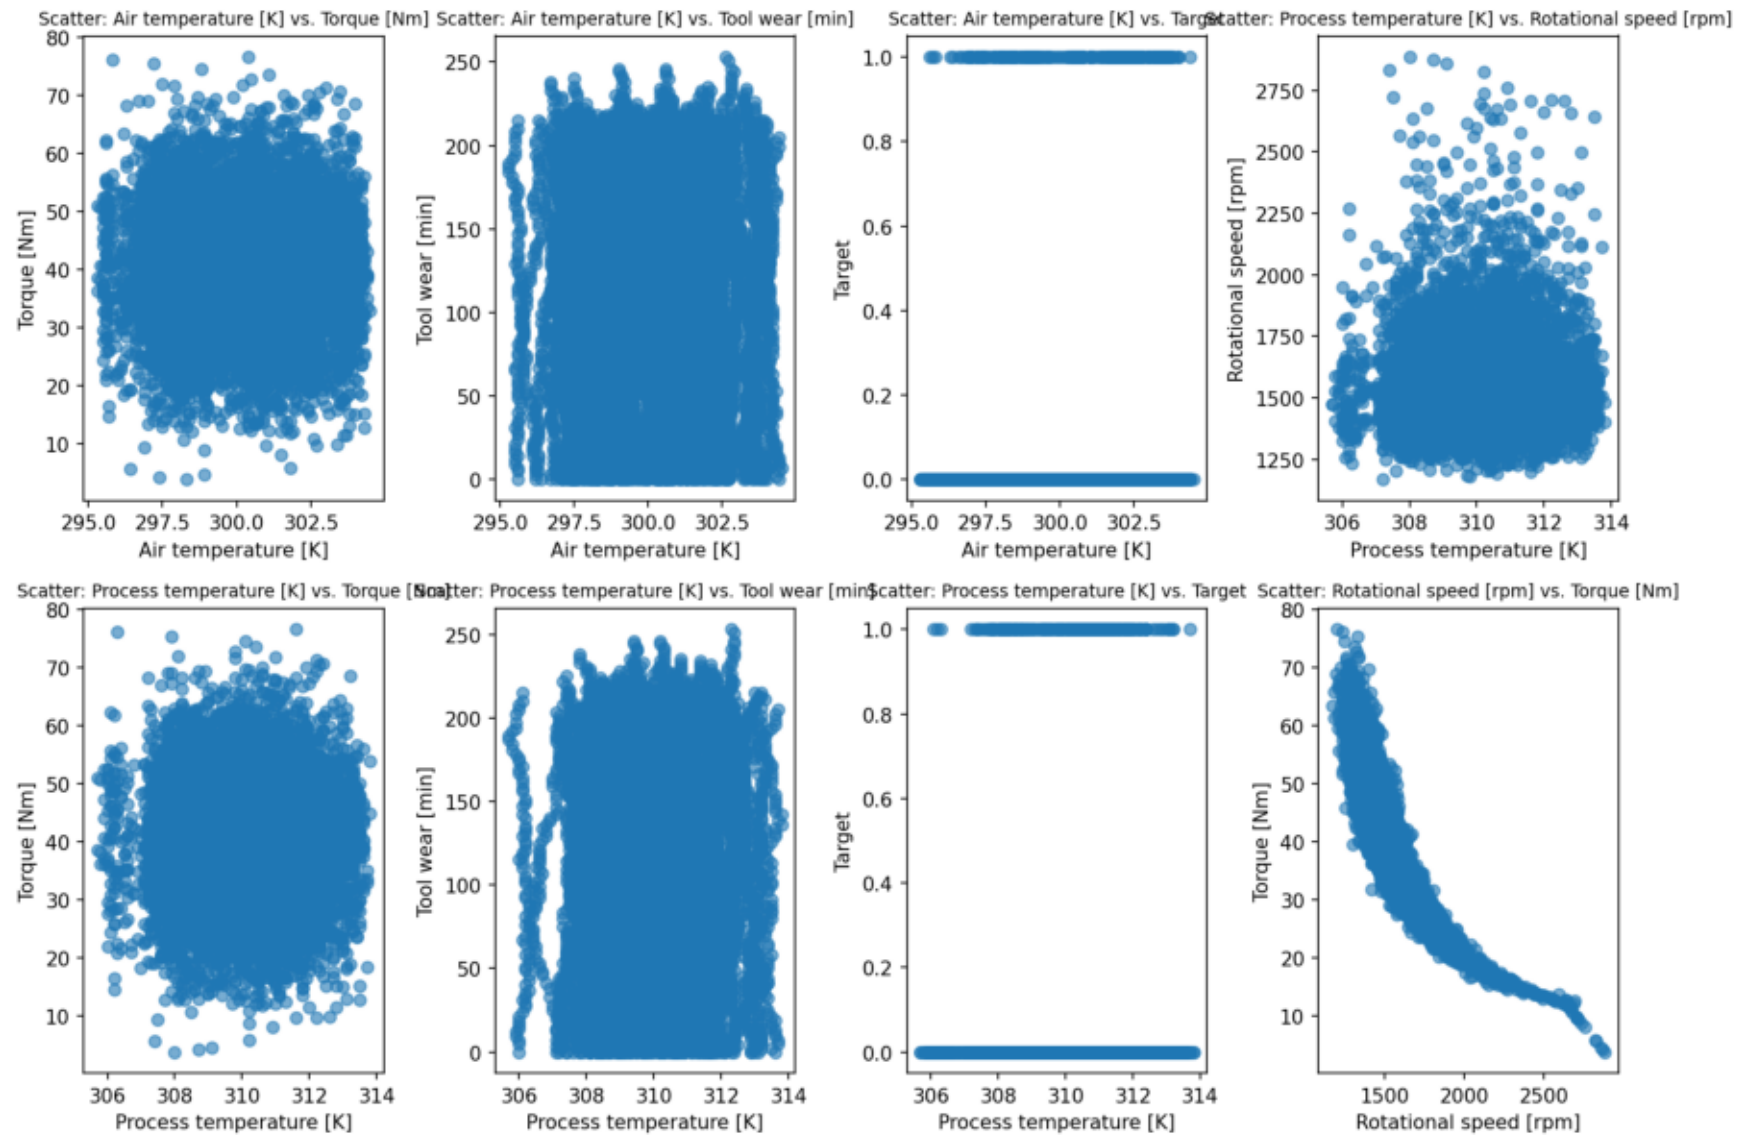 Scatter: Air temperature [K] vs. Torque [Nm]
80
70
60
50
40
30
20
10
Torque [Nm]
295.0 297.5 300.0 302.5
Air temperature [K]
Scatter: Air temperature [K] vs. Tool wear [min]
250
200
150
100
50
0
Tool wear [min]
295.0 297.5 300.0 302.5
Air temperature [K]
Scatter: Air temperature [K] vs. Target
1.0
0.8
0.6
0.4
0.2
0.0
Target
295.0 297.5 300.0 302.5
Air temperature [K]
Scatter: Process temperature [K] vs. Rotational speed [rpm]
2750
2500
2250
2000
1750
1500
1250
Rotational speed [rpm]
306 308 310 312 314
Process temperature [K]
Scatter: Process temperature [K] vs. Torque [Nm]
80
70
60
50
40
30
20
10
Torque [Nm]
306 308 310 312 314
Process temperature [K]
Scatter: Process temperature [K] vs. Tool wear [min]
250
200
150
100
50
0
Tool wear [min]
306 308 310 312 314
Process temperature [K]
Scatter: Process temperature [K] vs. Target
1.0
0.8
0.6
0.4
0.2
0.0
Target
306 308 310 312 314
Process temperature [K]
Scatter: Rotational speed [rpm] vs. Torque [Nm]
80
70
60
50
40
30
20
10
Torque [Nm]
1500 2000 2500
Rotational speed [rpm]